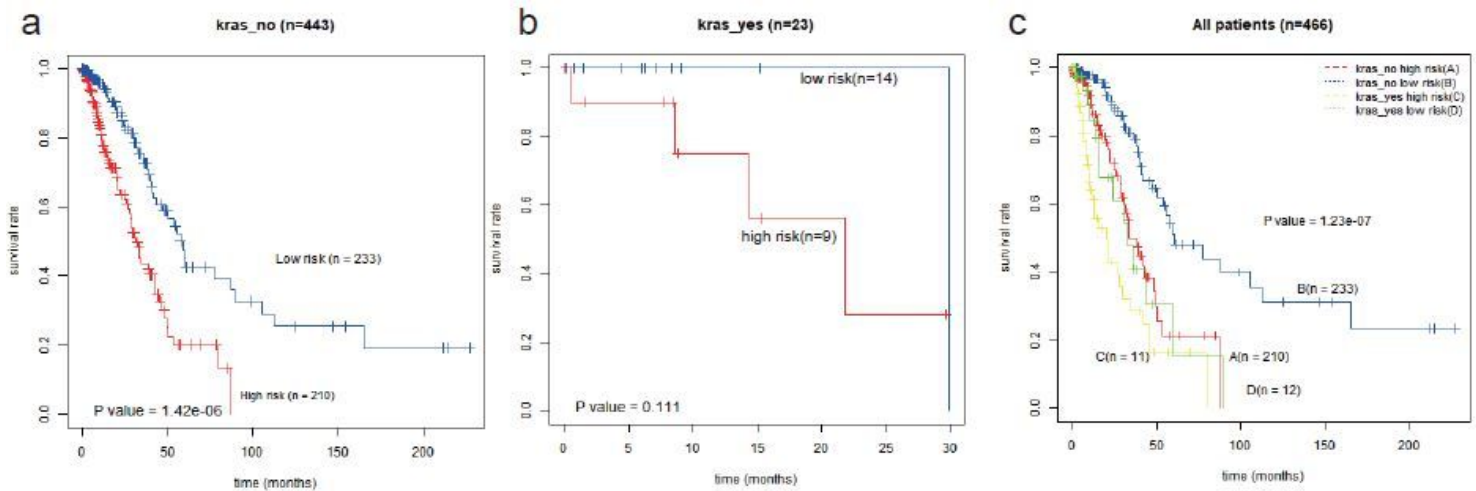 a
kras_no (n=443)
survival rate
1.0
0.8
0.6
0.4
0.2
0.0
Low risk (n = 233)
High risk (n = 210)
P value = 1.42e-06
0
50
100
150
200
time (months)
b
kras_yes (n=23)
survival rate
1.0
0.8
0.6
0.4
0.2
0.0
low risk(n=14)
high risk(n=9)
P value = 0.111
0
5
10
15
20
25
30
time (months)
c
All patients (n=466)
survival rate
1.0
0.8
0.6
0.4
0.2
0.0
kras_no high risk(A)
kras_no low risk(B)
kras_yes high risk(C)
kras_yes low risk(D)
P value = 1.23e-07
B(n = 233)
C(n = 11)
A(n = 210)
D(n = 12)
0
50
100
150
200
time (months)